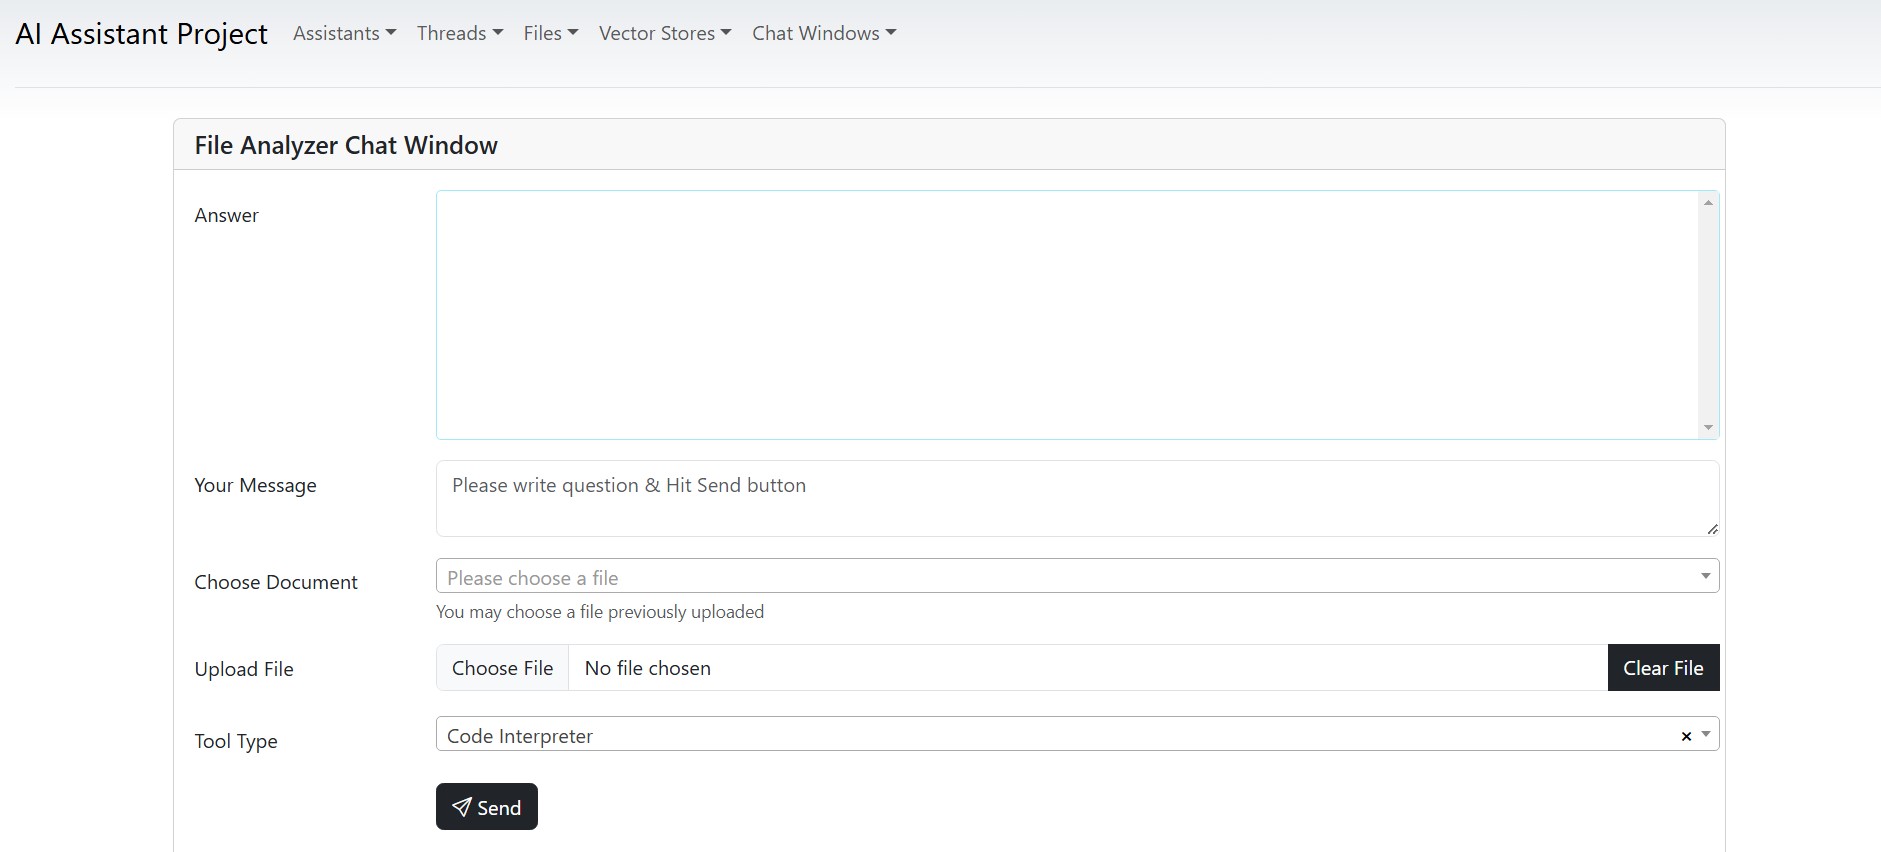 AI Assistant Project Assistants Threads Files Vector Stores Chat Windows
File Analyzer Chat Window
Answer
Your Message
Please write question & Hit Send button
Choose Document
Please choose a file
You may choose a file previously uploaded
Upload File
Choose File No file chosen Clear File
Tool Type
Code Interpreter ×
Send